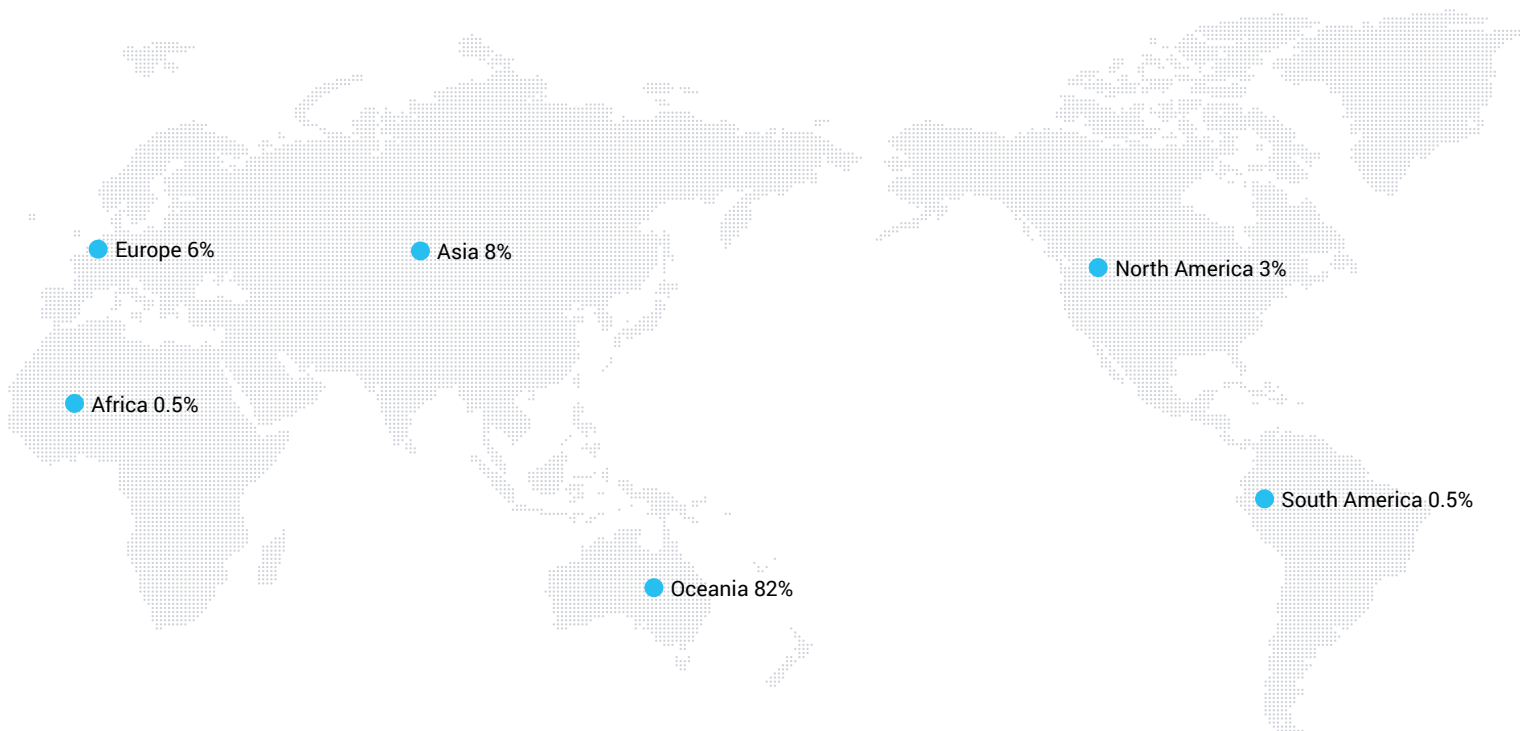 Europe 6%
Asia 8%
North America 3%
Africa 0.5%
South America 0.5%
Oceania 82%